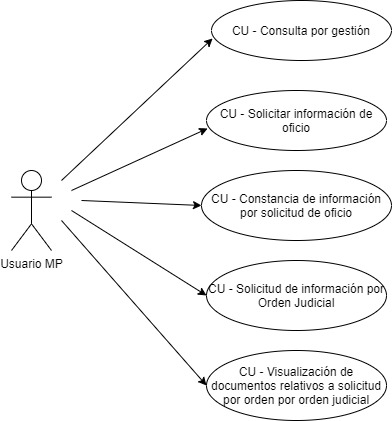 CU - Consulta por gestión
CU - Solicitar información de
oficio
CU - Constancia de información
por solicitud de oficio
Usuario MP
CU - Solicitud de información por
Orden Judicial
CU - Visualización de
documentos relativos a solicitud
por orden por orden judicial